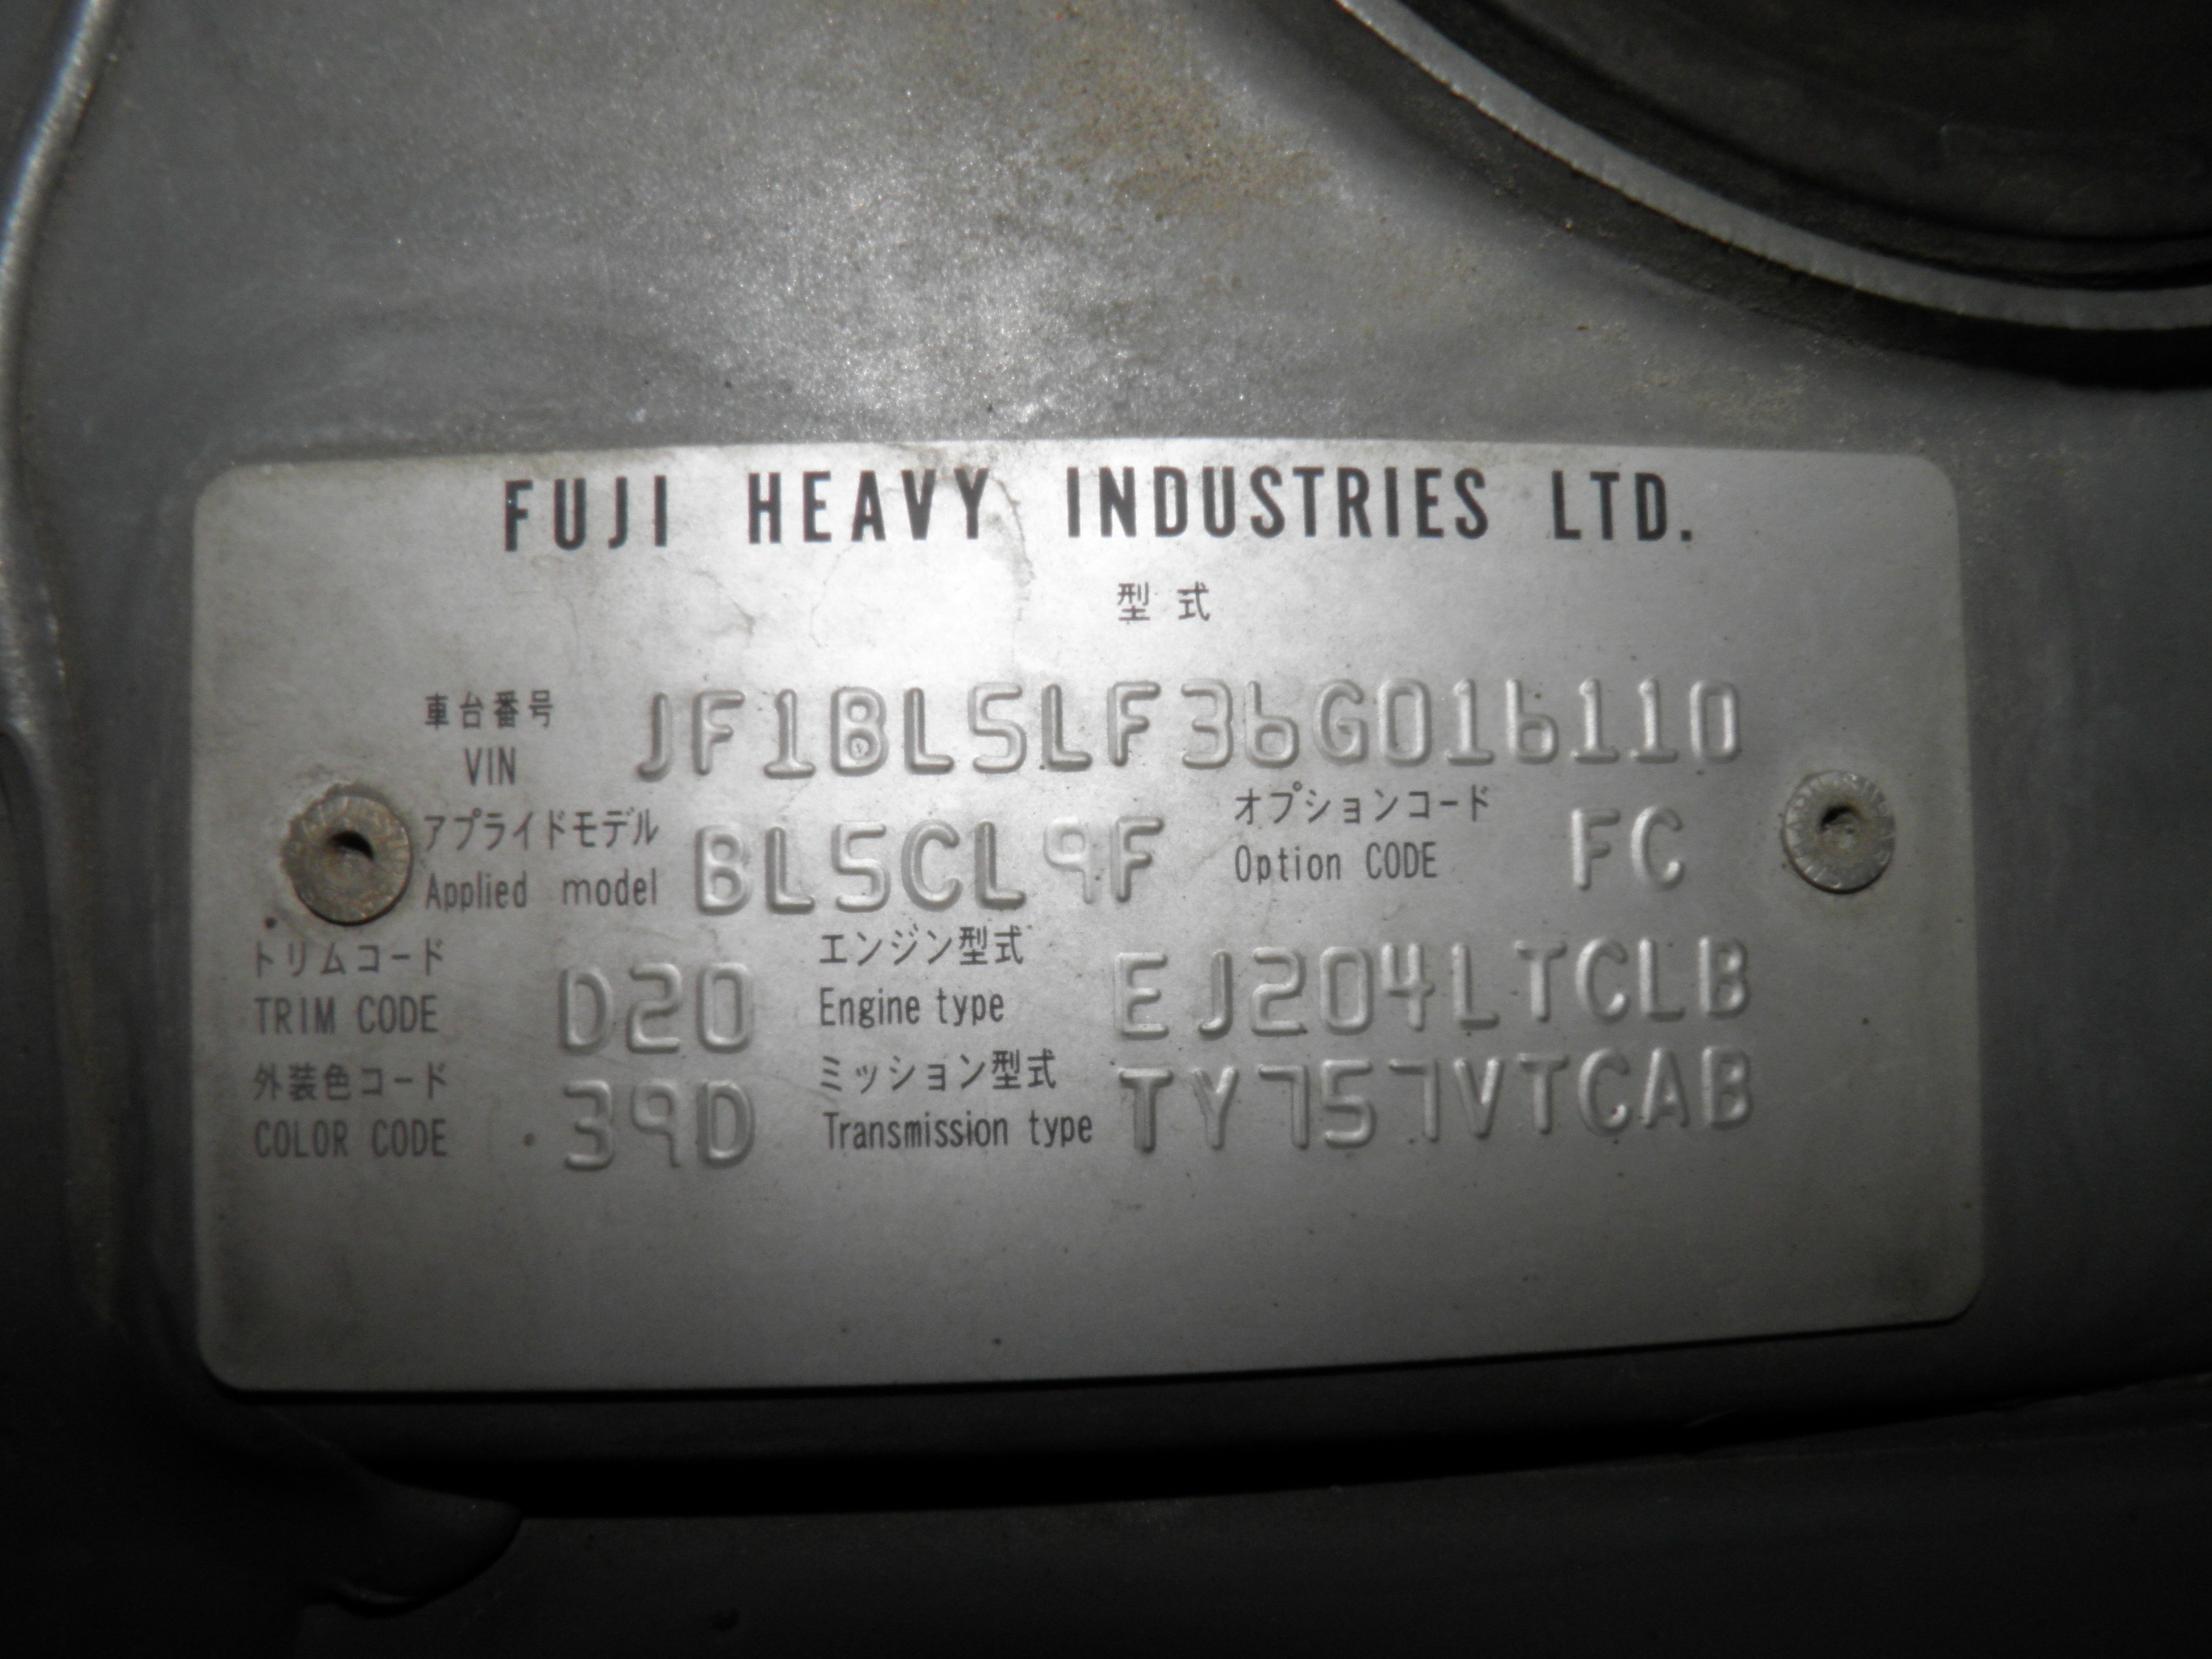 FUJI HEAVY INDUSTRIES LTD.
型式
車台番号
VIN JF1BL5LF36G016110
アプライドモデル
Applied model BL5CL9F
オプションコード
Option CODE FC
トリムコード
TRIM CODE D20
エンジン型式
Engine type EJ204LTCLB
外装色コード
COLOR CODE 39D
ミッション型式
Transmission type TY757VTCAB